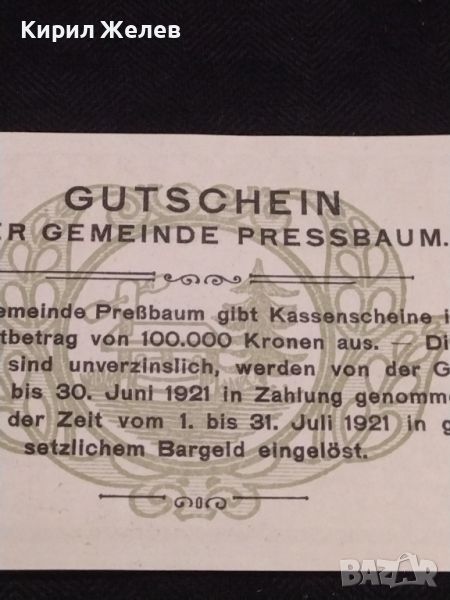 Кирил Желев
GUTSCHEIN
ER GEMEINDE PRESSBAUM.
emeinde Preßbaum gibt Kassenscheine i
tbetrag von 100.000 Kronen aus. — Di
sind unverzinslich, werden von der G
bis 30. Juni 1921 in Zahlung genomme
der Zeit vom 1. bis 31. Juli 1921 in g
setzlichem Bargeld eingelöst.
bazar